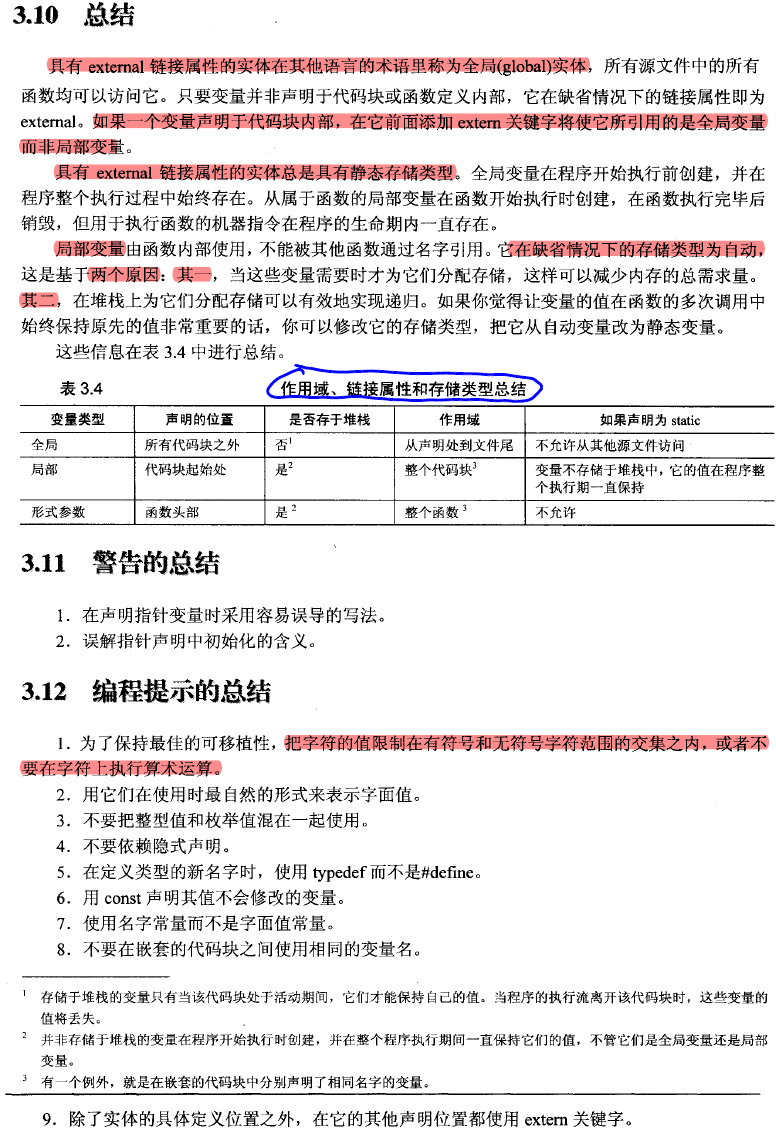 3.10 总结
具有 external 链接属性的实体在其他语言的术语里称为全局(global)实体，所有源文件中的所有
函数均可以访问它。只要变量并非声明于代码块或函数定义内部，它在缺省情况下的链接属性即为
external。如果一个变量声明于代码块内部，在它前面添加 extern 关键字将使它所引用的是全局变量
而非局部变量。
具有 external 链接属性的实体总是具有静态存储类型。全局变量在程序开始执行前创建，并在
程序整个执行过程中始终存在。从属于函数的局部变量在函数开始执行时创建，在函数执行完毕后
销毁，但用于执行函数的机器指令在程序的生命期内一直存在。
局部变量由函数内部使用，不能被其他函数通过名字引用。它在缺省情况下的存储类型为自动，
这是基于两个原因：其一，当这些变量需要时才为它们分配存储，这样可以减少内存的总需求量。
其二，在堆栈上为它们分配存储可以有效地实现递归。如果你觉得让变量的值在函数的多次调用中
始终保持原先的值非常重要的话，你可以修改它的存储类型，把它从自动变量改为静态变量。
这些信息在表 3.4 中进行总结。
表 3.4 作用域、链接属性和存储类型总结
变量类型 声明的位置 是否存于堆栈 作用域 如果声明为 static
全局 所有代码块之外 否1 从声明处到文件尾 不允许从其他源文件访问
局部 代码块起始处 是2 整个代码块3 变量不存储于堆栈中，它的值在程序整
个执行期一直保持
形式参数 函数头部 是 2 整个函数 3 不允许
3.11 警告的总结
1．在声明指针变量时采用容易误导的写法。
2．误解指针声明中初始化的含义。
3.12 编程提示的总结
1．为了保持最佳的可移植性，把字符的值限制在有符号和无符号字符范围的交集之内，或者不
要在字符上执行算术运算。
2．用它们在使用时最自然的形式来表示字面值。
3．不要把整型值和枚举值混在一起使用。
4．不要依赖隐式声明。
5．在定义类型的新名字时，使用 typedef 而不是#define。
6．用 const 声明其值不会修改的变量。
7．使用名字常量而不是字面值常量。
8．不要在嵌套的代码块之间使用相同的变量名。
1 存储于堆栈的变量只有当该代码块处于活动期间，它们才能保持自己的值。当程序的执行流离开该代码块时，这些变量的
值将丢失。
2 并非存储于堆栈的变量在程序开始执行时创建，并在整个程序执行期间一直保持它们的值，不管它们是全局变量还是局部
变量。
3 有一个例外，就是在嵌套的代码块中分别声明了相同名字的变量。
9．除了实体的具体定义位置之外，在它的其他声明位置都使用 extern 关键字。